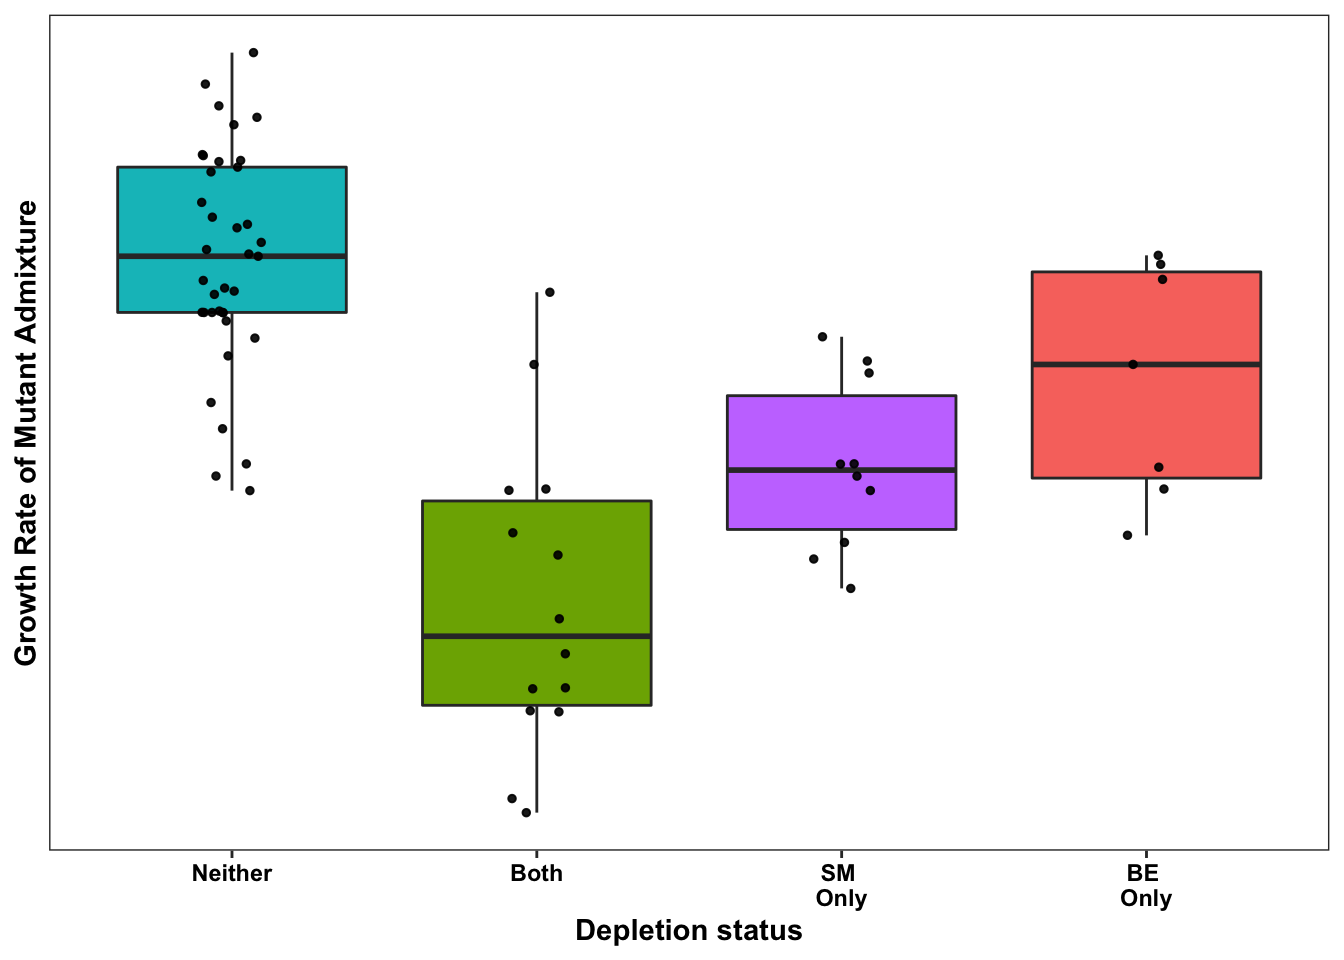 Growth Rate of Mutant Admixture
Neither
Both
SM
Only
BE
Only
Depletion status